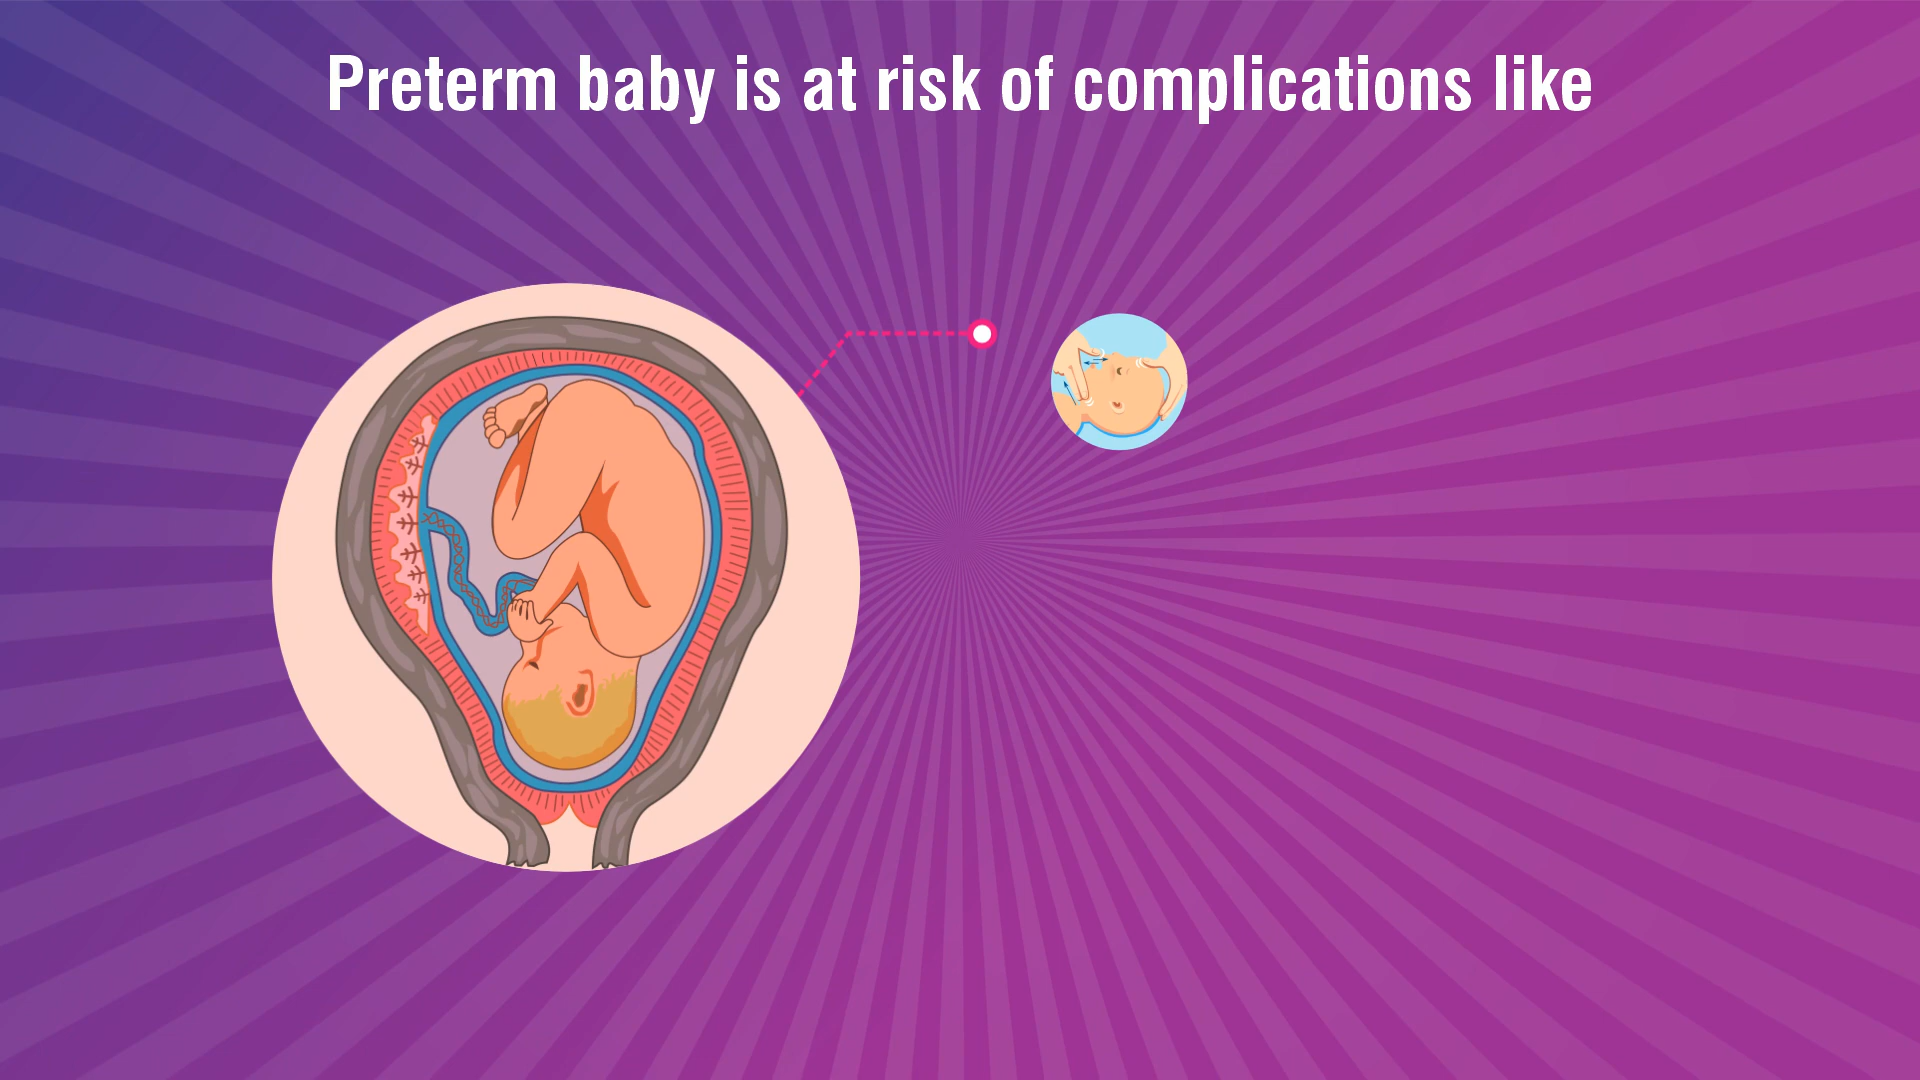 Preterm baby is at risk of complications like